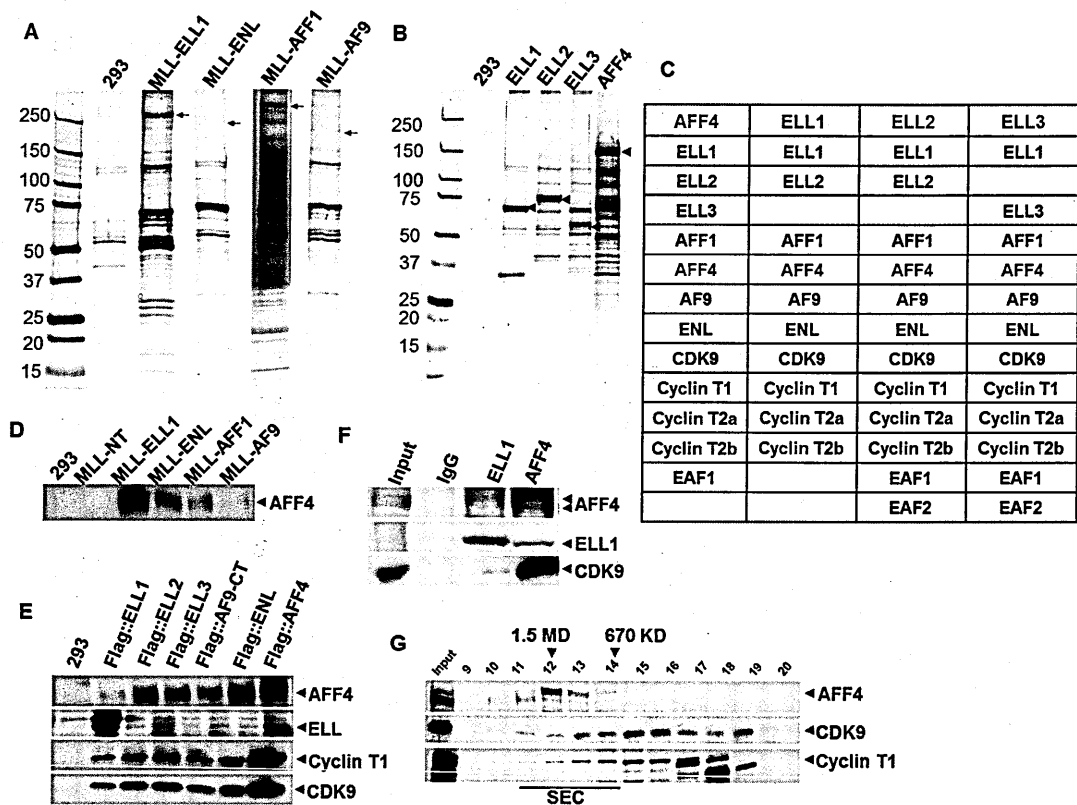 A
293
MLL-ELL1
MLL-ENL
MLL-AFF1
MLL-AF9
250
150
100
75
50
37
25
20
15
B
293
ELL1
ELL2
ELL3
AFF4
250
150
100
75
50
37
25
20
15
C
AFF4 ELL1 ELL2 ELL3
ELL1 ELL1 ELL1 ELL1
ELL2 ELL2 ELL2
ELL3 ELL3
AFF1 AFF1 AFF1 AFF1
AFF4 AFF4 AFF4 AFF4
AF9 AF9 AF9 AF9
ENL ENL ENL ENL
CDK9 CDK9 CDK9 CDK9
Cyclin T1 Cyclin T1 Cyclin T1 Cyclin T1
Cyclin T2a Cyclin T2a Cyclin T2a Cyclin T2a
Cyclin T2b Cyclin T2b Cyclin T2b Cyclin T2b
EAF1 EAF1 EAF1
EAF2 EAF2
D
293
MLL-NT
MLL-ELL1
MLL-ENL
MLL-AFF1
MLL-AF9
AFF4
F
Input
IgG
ELL1
AFF4
AFF4
ELL1
CDK9
E
293
Flag::ELL1
Flag::ELL2
Flag::ELL3
Flag::AF9-CT
Flag::ENL
Flag::AFF4
AFF4
ELL
Cyclin T1
CDK9
G
1.5 MD 670 KD
Input 9 10 11 12 13 14 15 16 17 18 19 20
AFF4
CDK9
Cyclin T1
SEC